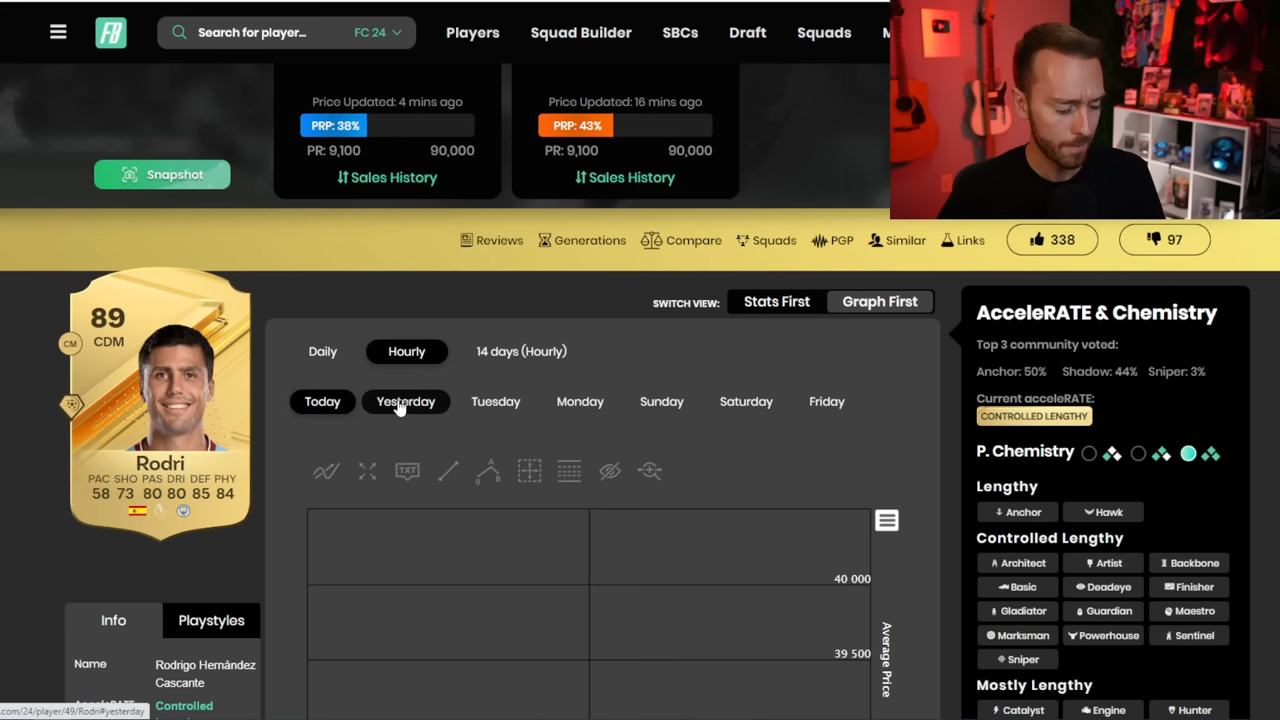 FB
Search for player...
FC 24
Players
Squad Builder
SBCs
Draft
Squads
M
Price Updated: 4 mins ago
Price Updated: 16 mins ago
PRP: 38%
PRP: 43%
PR: 9,100
90,000
PR: 9,100
90,000
Snapshot
Sales History
Sales History
Reviews
Generations
Compare
Squads
PGP
Similar
Links
338
97
SWITCH VIEW:
Stats First
Graph First
89
CDM
CM
Rodri
PAC SHO PAS DRI DEF PHY
58 73 80 80 85 84
Daily
Hourly
14 days (Hourly)
Today
Yesterday
Tuesday
Monday
Sunday
Saturday
Friday
TXT
A
B
40 000
39 500
Average Price
AcceleRATE & Chemistry
Top 3 community voted:
Anchor: 50%
Shadow: 44%
Sniper: 3%
Current acceleRATE:
CONTROLLED LENGTHY
P. Chemistry
Lengthy
Anchor
Hawk
Controlled Lengthy
Architect
Artist
Backbone
Basic
Deadeye
Finisher
Gladiator
Guardian
Maestro
Marksman
Powerhouse
Sentinel
Sniper
Mostly Lengthy
Catalyst
Engine
Hunter
Info
Playstyles
Name
Rodrigo Hernández
Cascante
Controlled
.com/24/player/49/Rodri#yesterday